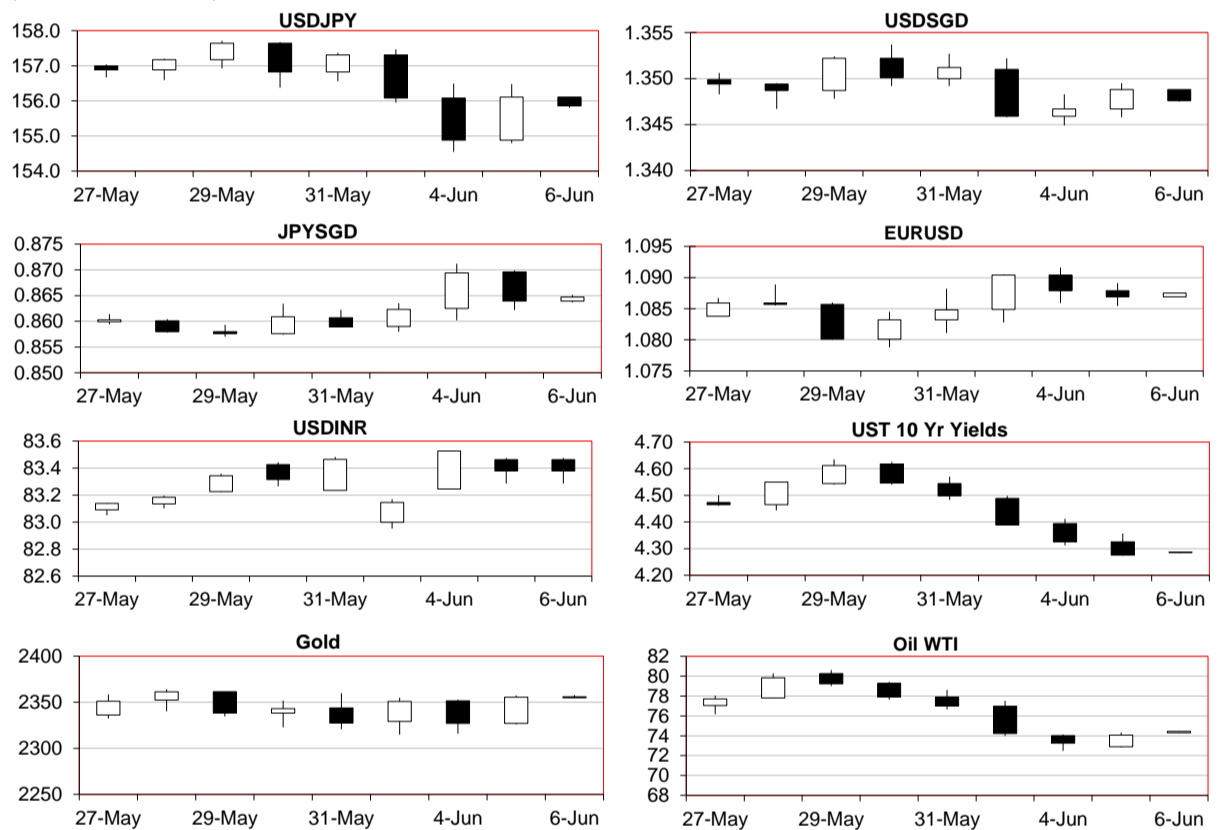 USDJPY
158.0
157.0
156.0
155.0
154.0
27-May 29-May 31-May 4-Jun 6-Jun
USDSGD
1.355
1.350
1.345
1.340
27-May 29-May 31-May 4-Jun 6-Jun
JPYSGD
0.875
0.870
0.865
0.860
0.855
0.850
27-May 29-May 31-May 4-Jun 6-Jun
EURUSD
1.095
1.090
1.085
1.080
1.075
27-May 29-May 31-May 4-Jun 6-Jun
USDINR
83.6
83.4
83.2
83.0
82.8
82.6
27-May 29-May 31-May 4-Jun 6-Jun
UST 10 Yr Yields
4.70
4.60
4.50
4.40
4.30
4.20
27-May 29-May 31-May 4-Jun 6-Jun
Gold
2400
2350
2300
2250
27-May 29-May 31-May 4-Jun 6-Jun
Oil WTI
82
80
78
76
74
72
70
68
27-May 29-May 31-May 4-Jun 6-Jun